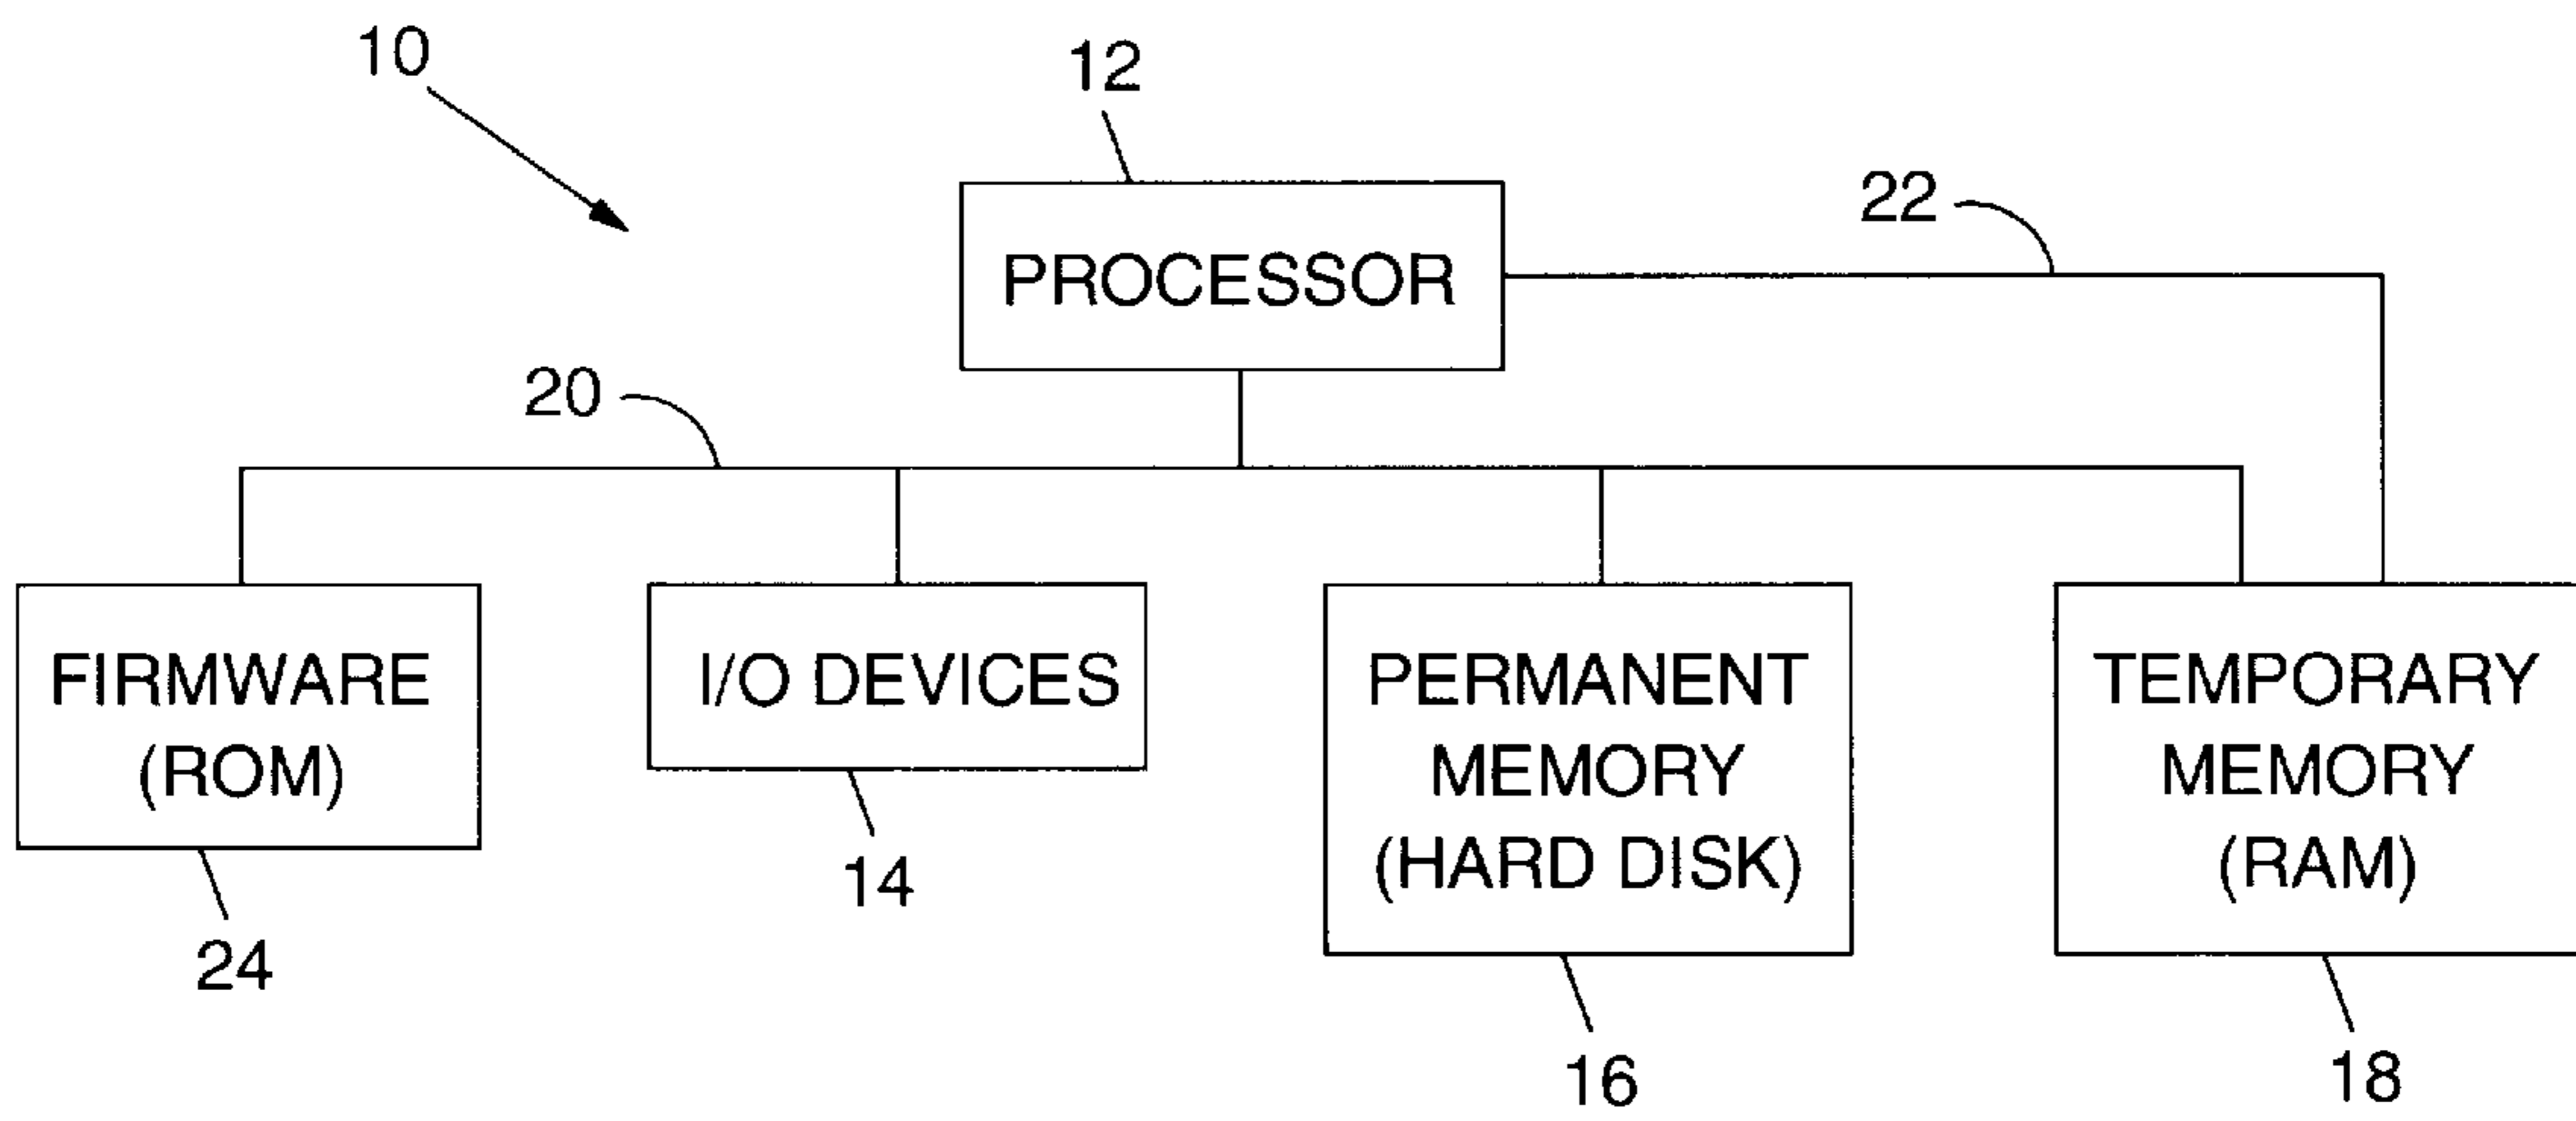 10
12
22
PROCESSOR
20
FIRMWARE
(ROM)
I/O DEVICES
PERMANENT
MEMORY
(HARD DISK)
TEMPORARY
MEMORY
(RAM)
24
14
16
18